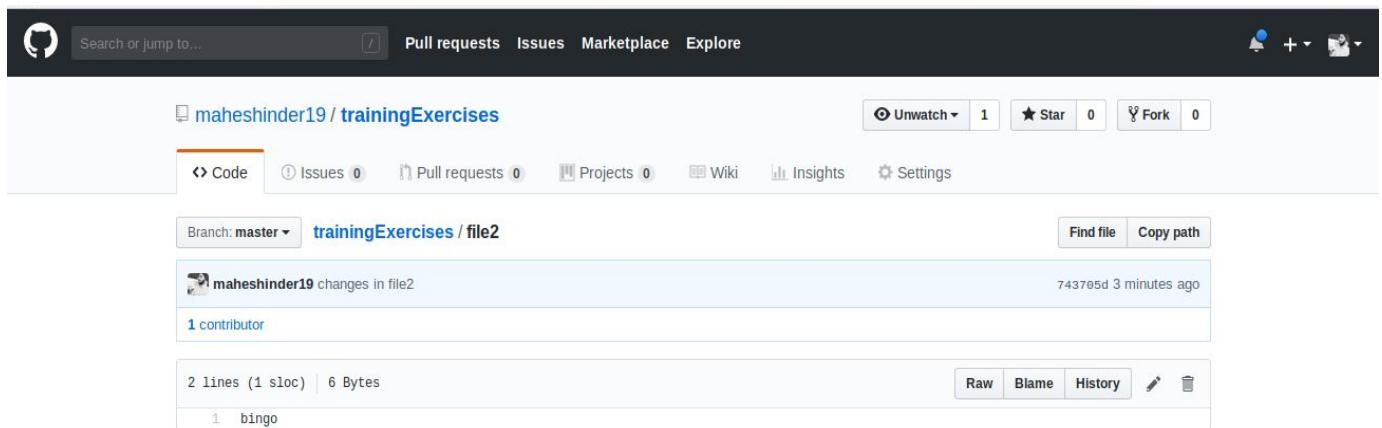 Search or jump to... / Pull requests Issues Marketplace Explore
maheshinder19 / trainingExercises Unwatch 1 Star 0 Fork 0
Code Issues 0 Pull requests 0 Projects 0 Wiki Insights Settings
Branch: master trainingExercises / file2 Find file Copy path
maheshinder19 changes in file2 743705d 3 minutes ago
1 contributor
2 lines (1 sloc) 6 Bytes Raw Blame History
1 bingo